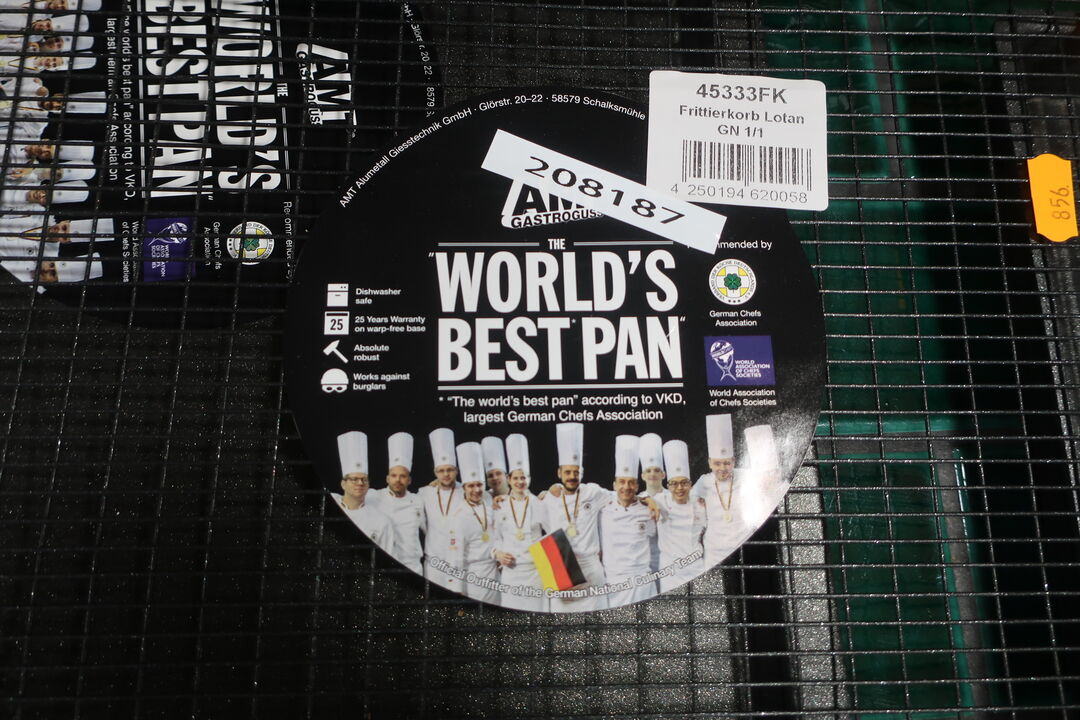 AMT Alumetall Giesstechnik GmbH · Glörstr. 20-22 · 58579 Schalksmühle
45333FK
Frittierkorb Lotan
GN 1/1
4 250194 620058
208187
856.
GASTROGUSS
THE
"WORLD'S
BEST* PAN"
* "The world's best pan" according to VKD,
largest German Chefs Association
Dishwasher
safe
25
25 Years Warranty
on warp-free base
Absolute
robust
Works against
burglars
German Chefs
Association
WORLD
ASSOCIATION
OF CHEFS
SOCIETIES
World Association
of Chefs Societies
Official Outfitter of the German National Culinary Team
AMT
THE
WORLD'S
BEST PAN"